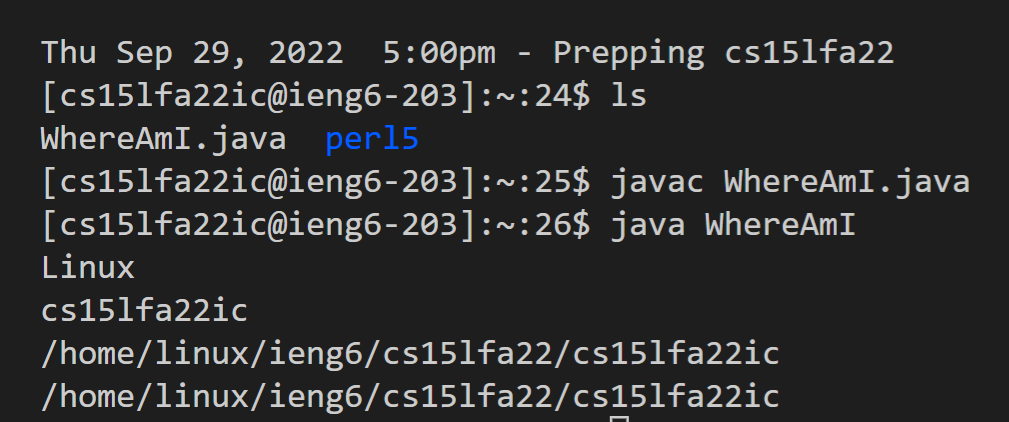 Thu Sep 29, 2022  5:00pm - Prepping cs15lfa22
[cs15lfa22ic@ieng6-203]:~:24$ ls
WhereAmI.java  perl5
[cs15lfa22ic@ieng6-203]:~:25$ javac WhereAmI.java
[cs15lfa22ic@ieng6-203]:~:26$ java WhereAmI
Linux
cs15lfa22ic
/home/linux/ieng6/cs15lfa22/cs15lfa22ic
/home/linux/ieng6/cs15lfa22/cs15lfa22ic